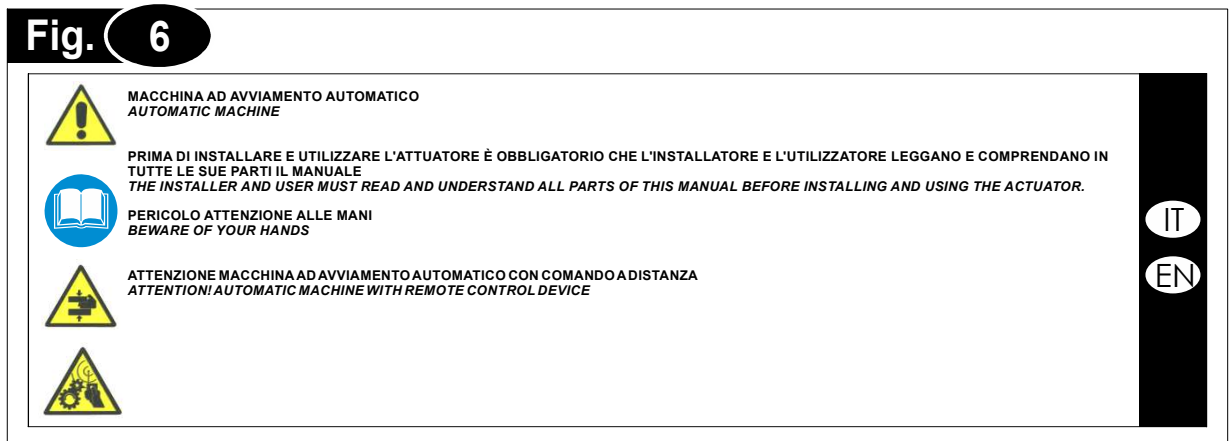 Fig. 6
MACCHINA AD AVVIAMENTO AUTOMATICO
AUTOMATIC MACHINE
PRIMA DI INSTALLARE E UTILIZZARE L'ATTUATORE È OBBLIGATORIO CHE L'INSTALLATORE E L'UTILIZZATORE LEGGANO E COMPRENDANO IN
TUTTE LE SUE PARTI IL MANUALE
THE INSTALLER AND USER MUST READ AND UNDERSTAND ALL PARTS OF THIS MANUAL BEFORE INSTALLING AND USING THE ACTUATOR.
PERICOLO ATTENZIONE ALLE MANI
BEWARE OF YOUR HANDS
ATTENZIONE MACCHINA AD AVVIAMENTO AUTOMATICO CON COMANDO A DISTANZA
ATTENTION! AUTOMATIC MACHINE WITH REMOTE CONTROL DEVICE
IT
EN